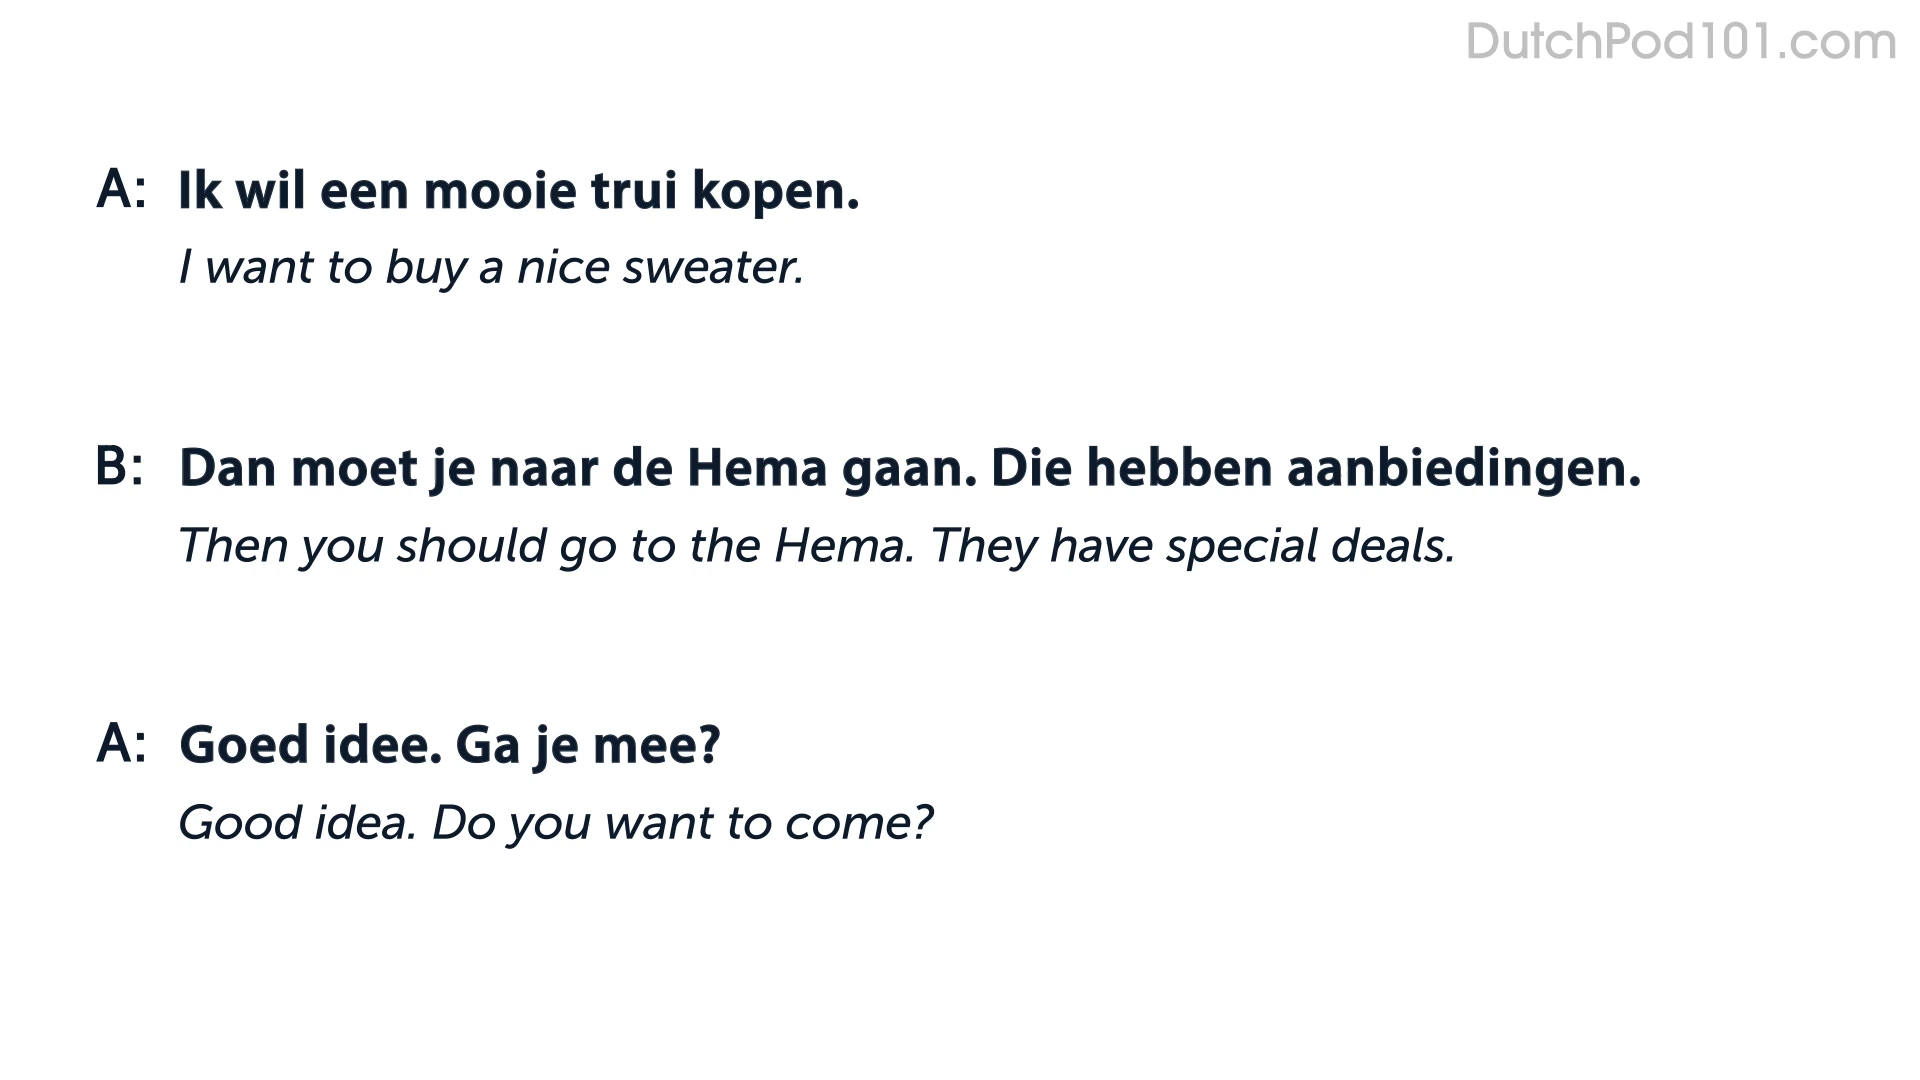 DutchPod101.com
A: Ik wil een mooie trui kopen.
I want to buy a nice sweater.
B: Dan moet je naar de Hema gaan. Die hebben aanbiedingen.
Then you should go to the Hema. They have special deals.
A: Goed idee. Ga je mee?
Good idea. Do you want to come?